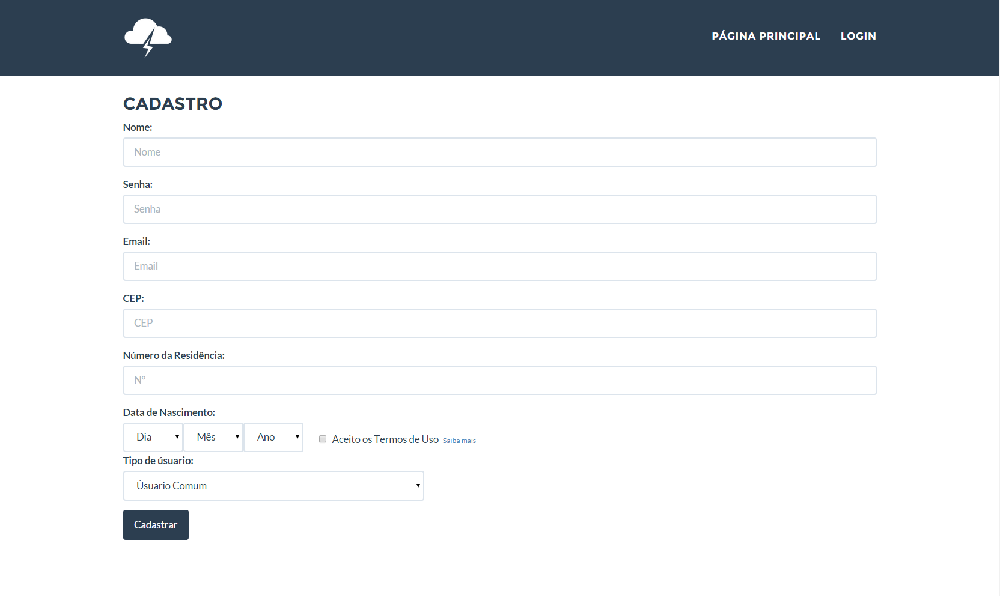 PÁGINA PRINCIPAL LOGIN
CADASTRO
Nome:
Nome
Senha:
Senha
Email:
Email
CEP:
CEP
Número da Residência:
Nº
Data de Nascimento:
Dia Mês Ano Aceito os Termos de Uso Saiba mais
Tipo de úsuario:
Úsuario Comum
Cadastrar